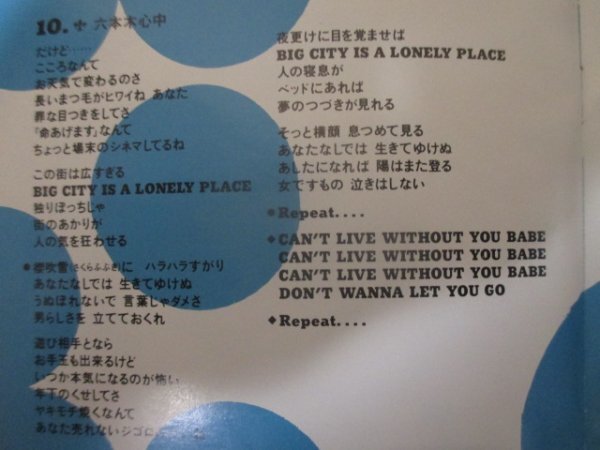 10. 六本木心中
だけど……
こころなんて
お天気で変わるのさ
長いまつ毛がヒワイね あなた
罪な目つきをしてさ
「命あげます」なんて
ちょっと場末のシネマしてるね
この街は広すぎる
BIG CITY IS A LONELY PLACE
独りぼっちじゃ
街のあかりが
人の気を狂わせる
桜吹雪(さくらふぶき)に ハラハラすがり
あなたなしでは 生きてゆけぬ
うぬぼれないで 言葉じゃダメさ
男らしさを 立てておくれ
遊び相手となら
お手玉も出来るけど
いつか本気になるのが怖い
年下のくせしてさ
ヤキモチ焼くなんて
あなた売れないジゴロ
夜更けに目を覚ませば
BIG CITY IS A LONELY PLACE
人の寝息が
ベッドにあれば
夢のつづきが見れる
そっと横顔 息つめて見る
あなたなしでは 生きてゆけぬ
あしたになれば 陽はまた登る
女ですもの 泣きはしない
●Repeat....
◆CAN'T LIVE WITHOUT YOU BABE
CAN'T LIVE WITHOUT YOU BABE
CAN'T LIVE WITHOUT YOU BABE
DON'T WANNA LET YOU GO
◆Repeat....